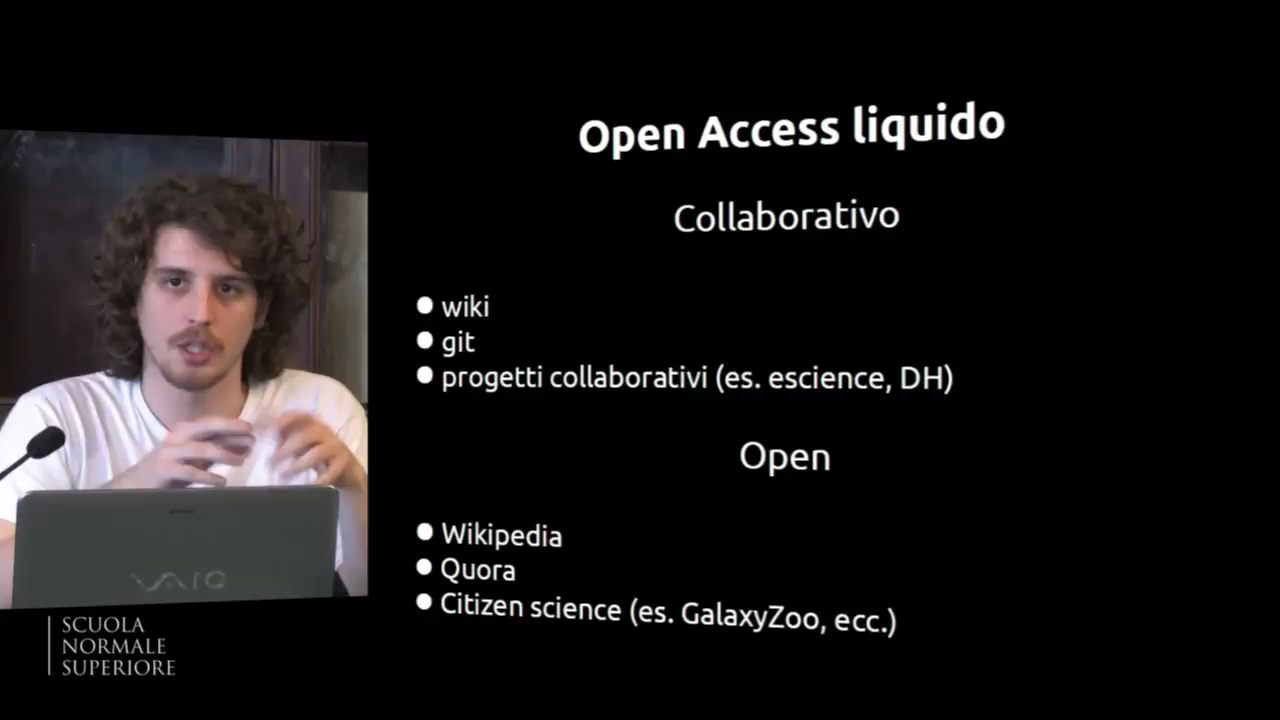 Open Access liquido
Collaborativo
● wiki
● git
● progetti collaborativi (es. escience, DH)
Open
● Wikipedia
● Quora
● Citizen science (es. GalaxyZoo, ecc.)
VAIO
SCUOLA
NORMALE
SUPERIORE